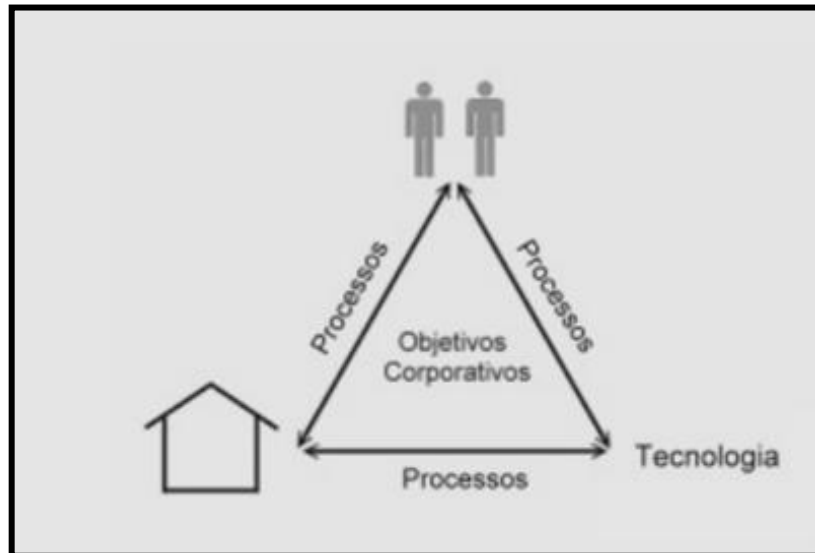 Processos
Processos
Objetivos
Corporativos
Tecnologia
Processos